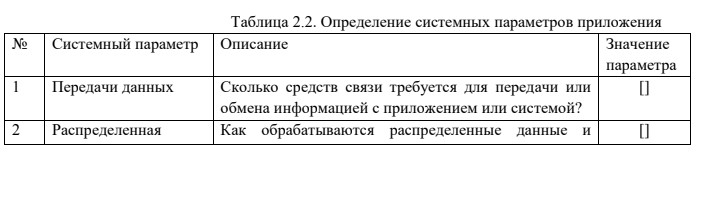 Таблица 2.2. Определение системных параметров приложения
№ Системный параметр Описание Значение
параметра
1 Передачи данных Сколько средств связи требуется для передачи или []
обмена информацией с приложением или системой?
2 Распределенная Как обрабатываются распределенные данные и []